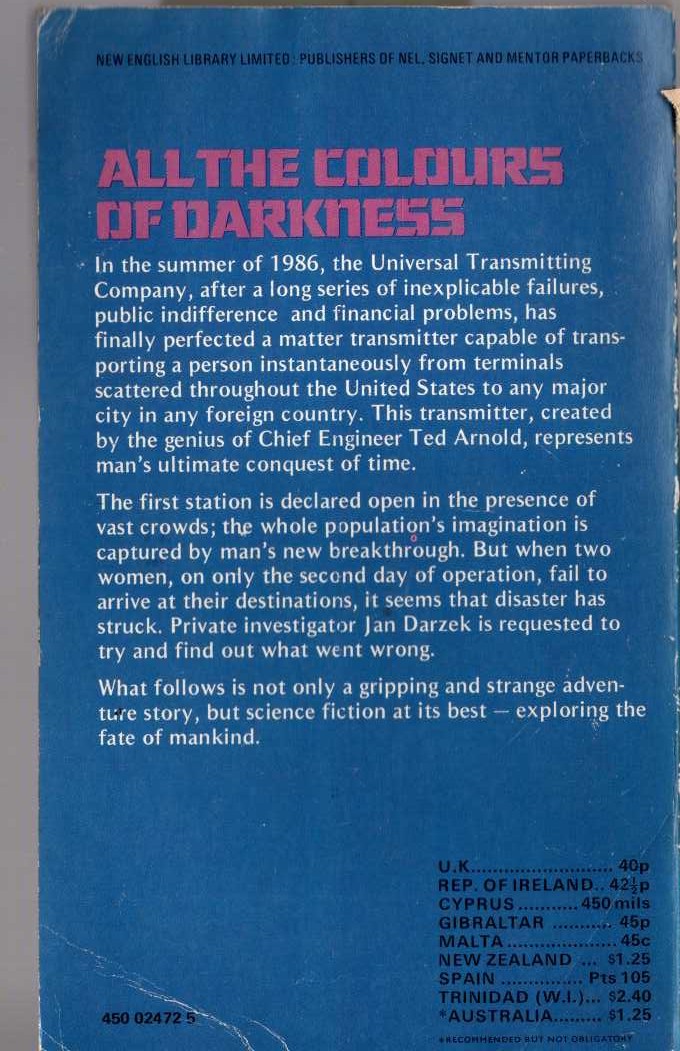 NEW ENGLISH LIBRARY LIMITED: PUBLISHERS OF NEL, SIGNET AND MENTOR PAPERBACKS
ALL THE COLOURS
OF DARKNESS
In the summer of 1986, the Universal Transmitting
Company, after a long series of inexplicable failures,
public indifference and financial problems, has
finally perfected a matter transmitter capable of trans-
porting a person instantaneously from terminals
scattered throughout the United States to any major
city in any foreign country. This transmitter, created
by the genius of Chief Engineer Ted Arnold, represents
man's ultimate conquest of time.
The first station is declared open in the presence of
vast crowds; the whole population's imagination is
captured by man's new breakthrough. But when two
women, on only the second day of operation, fail to
arrive at their destinations, it seems that disaster has
struck. Private investigator Jan Darzek is requested to
try and find out what went wrong.
What follows is not only a gripping and strange adven-
ture story, but science fiction at its best — exploring the
fate of mankind.
U.K.......................... 40p
REP. OF IRELAND.. 42½p
CYPRUS ........... 450 mils
GIBRALTAR ........... 45p
MALTA .................... 45c
NEW ZEALAND ... $1.25
SPAIN ............... Pts 105
TRINIDAD (W.I.)... $2.40
*AUSTRALIA......... $1.25
450 02472 5
*RECOMMENDED BUT NOT OBLIGATORY